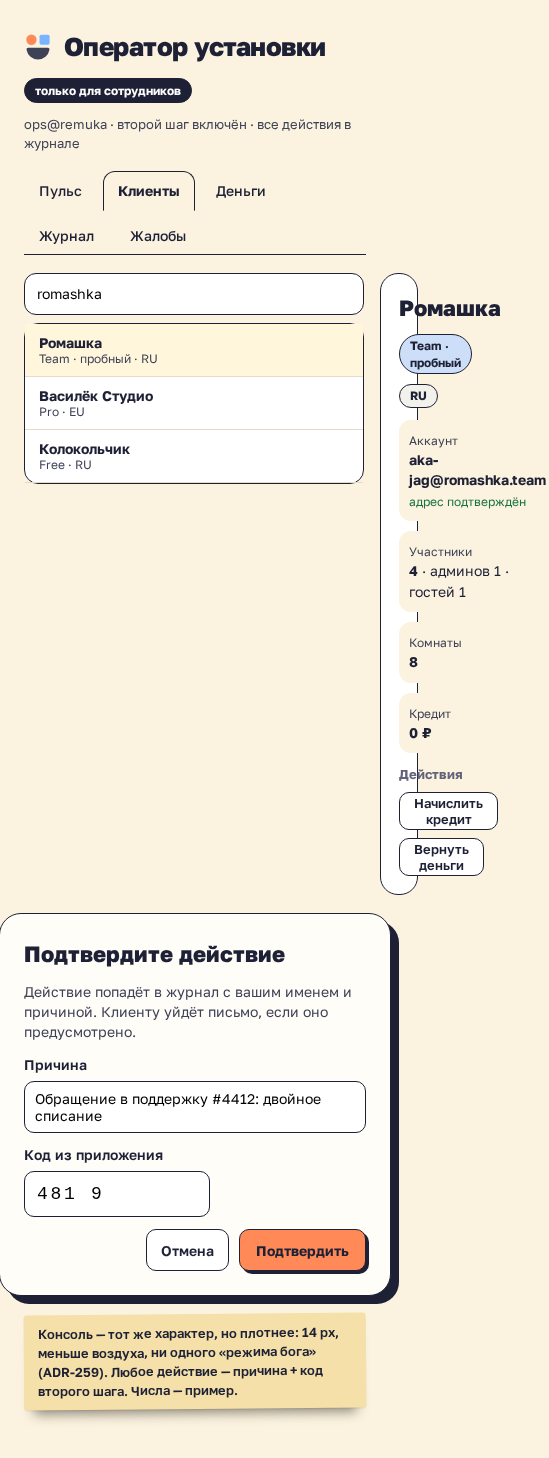 Оператор установки
только для сотрудников
ops@remuka · второй шаг включён · все действия в
журнале
Пульс
Клиенты
Деньги
Журнал
Жалобы
romashka
Ромашка
Team · пробный · RU
Василёк Студио
Pro · EU
Колокольчик
Free · RU
Ромашка
Team ·
пробный
RU
Аккаунт
aka-
jag@romashka.team
адрес подтверждён
Участники
4 · админов 1 ·
гостей 1
Комнаты
8
Кредит
0 ₽
Действия
Начислить
кредит
Вернуть
деньги
Подтвердите действие
Действие попадёт в журнал с вашим именем и
причиной. Клиенту уйдёт письмо, если оно
предусмотрено.
Причина
Обращение в поддержку #4412: двойное
списание
Код из приложения
481 9
Отмена
Подтвердить
Консоль — тот же характер, но плотнее: 14 px,
меньше воздуха, ни одного «режима бога»
(ADR-259). Любое действие — причина + код
второго шага. Числа — пример.